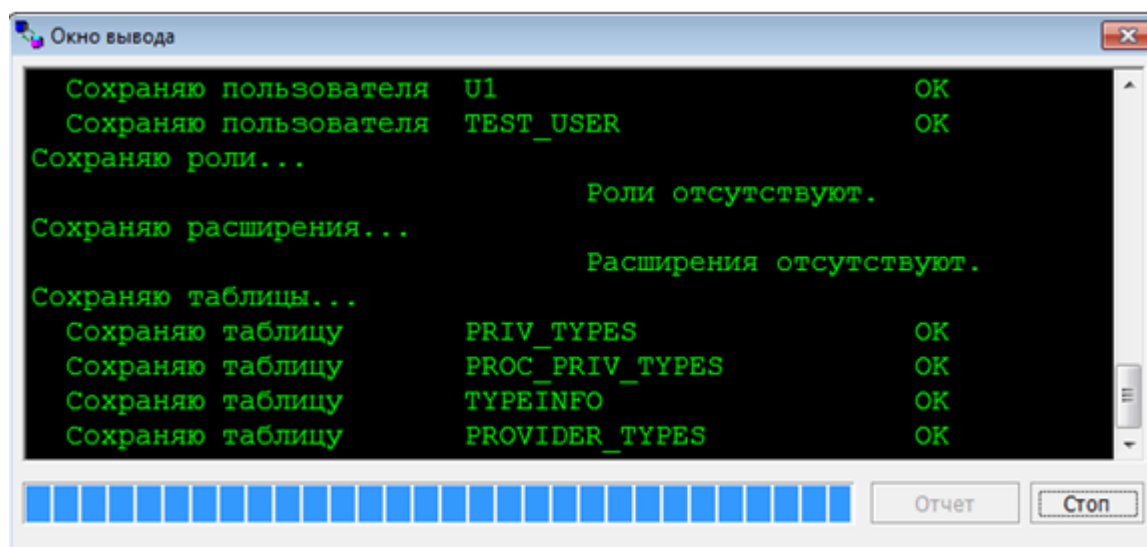 Окно вывода
Сохраняю пользователя U1 OK
Сохраняю пользователя TEST_USER OK
Сохраняю роли...
Роли отсутствуют.
Сохраняю расширения...
Расширения отсутствуют.
Сохраняю таблицы...
Сохраняю таблицу PRIV_TYPES OK
Сохраняю таблицу PROC_PRIV_TYPES OK
Сохраняю таблицу TYPEINFO OK
Сохраняю таблицу PROVIDER_TYPES OK
Отчет Стоп